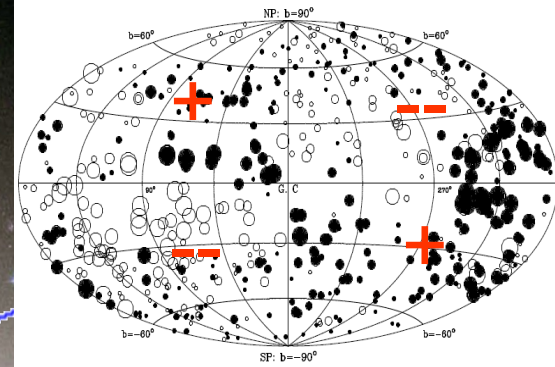 NP: b=90°
b=60° b=60°
+ −−
90° G.C 270°
−− +
b=−60° b=−60°
SP: b=−90°